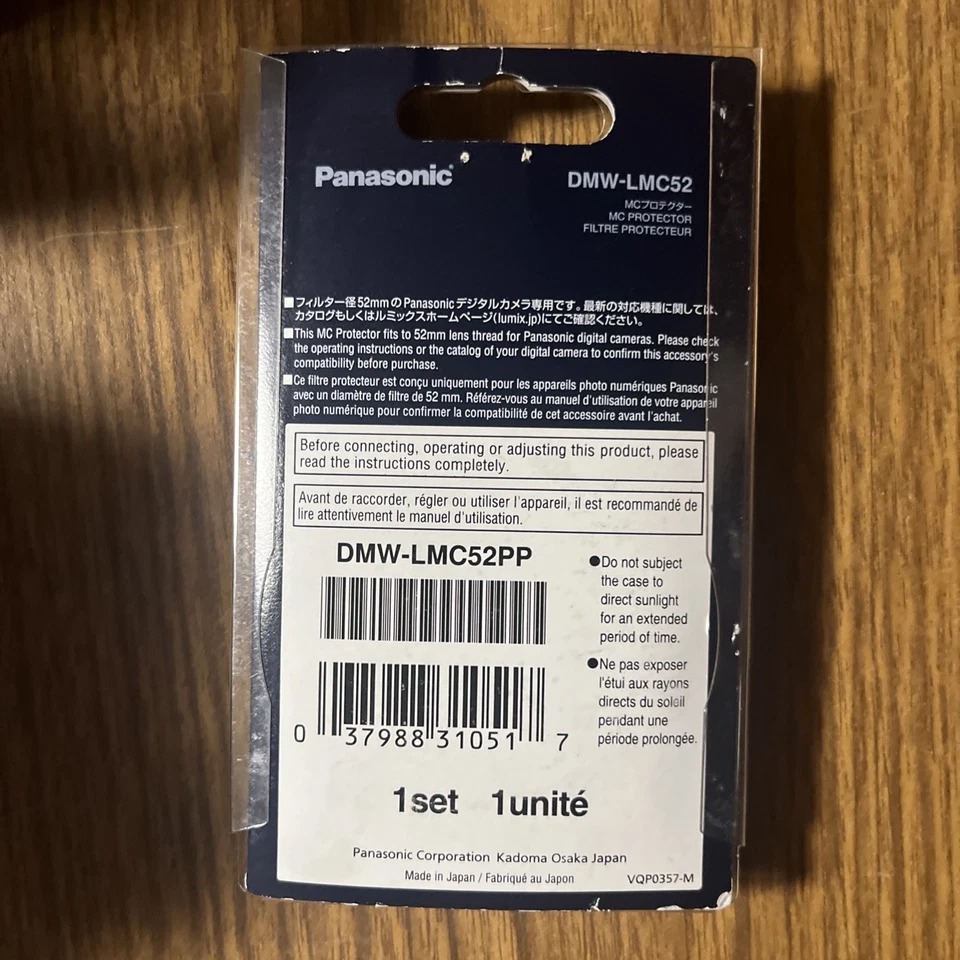 Panasonic
DMW-LMC52
MCプロテクター
MC PROTECTOR
FILTRE PROTECTEUR
■フィルター径52mmのPanasonicデジタルカメラ専用です。最新の対応機種に関しては、
カタログもしくはルミックスホームページ(lumix.jp)にてご確認ください。
■This MC Protector fits to 52mm lens thread for Panasonic digital cameras. Please check
the operating instructions or the catalog of your digital camera to confirm this accessory's
compatibility before purchase.
■Ce filtre protecteur est conçu uniquement pour les appareils photo numériques Panasonic
avec un diamètre de filtre de 52 mm. Référez-vous au manuel d'utilisation de votre appareil
photo numérique pour confirmer la compatibilité de cet accessoire avant l'achat.
Before connecting, operating or adjusting this product, please
read the instructions completely.
Avant de raccorder, régler ou utiliser l'appareil, il est recommandé de
lire attentivement le manuel d'utilisation.
DMW-LMC52PP
●Do not subject
the case to
direct sunlight
for an extended
period of time.
●Ne pas exposer
l'étui aux rayons
directs du soleil
pendant une
période prolongée.
0 37988 31051 7
1set 1unité
Panasonic Corporation Kadoma Osaka Japan
Made in Japan / Fabriqué au Japon
VQP0357-M